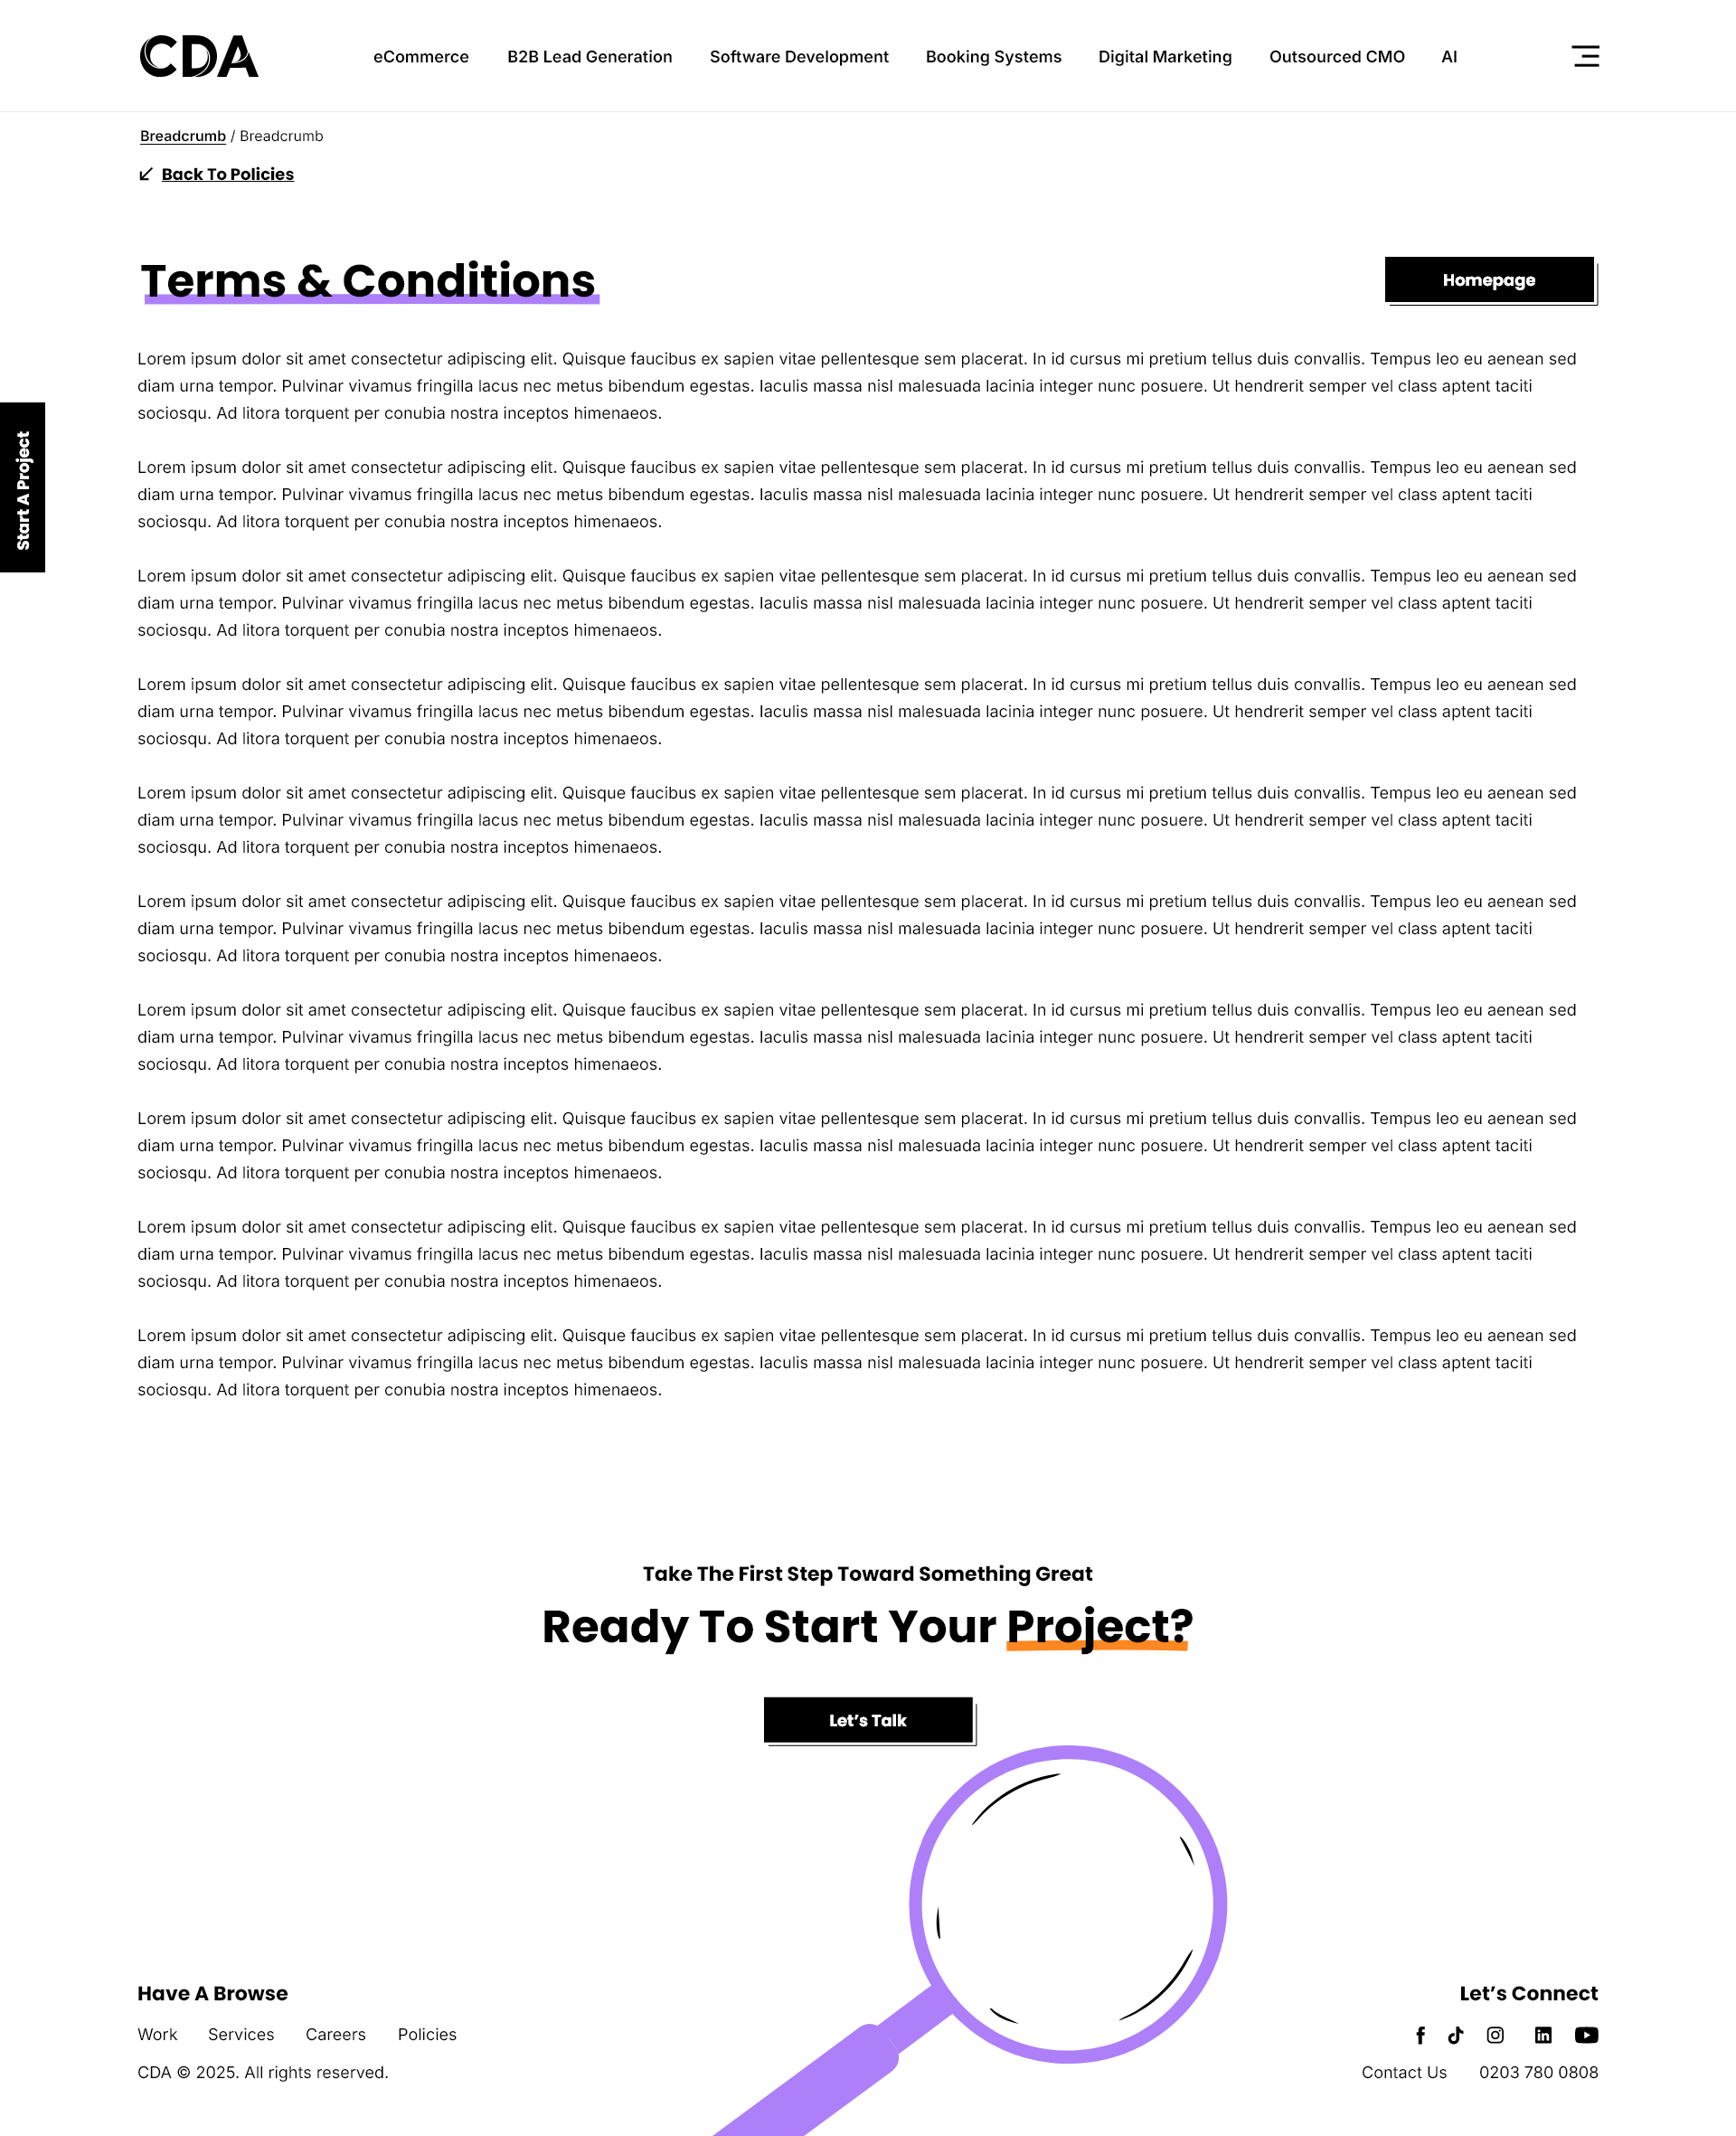 CDA
eCommerce B2B Lead Generation Software Development Booking Systems Digital Marketing Outsourced CMO AI
Breadcrumb / Breadcrumb
Back To Policies
Terms & Conditions
Homepage
Start A Project
Lorem ipsum dolor sit amet consectetur adipiscing elit. Quisque faucibus ex sapien vitae pellentesque sem placerat. In id cursus mi pretium tellus duis convallis. Tempus leo eu aenean sed
diam urna tempor. Pulvinar vivamus fringilla lacus nec metus bibendum egestas. Iaculis massa nisl malesuada lacinia integer nunc posuere. Ut hendrerit semper vel class aptent taciti
sociosqu. Ad litora torquent per conubia nostra inceptos himenaeos.
Lorem ipsum dolor sit amet consectetur adipiscing elit. Quisque faucibus ex sapien vitae pellentesque sem placerat. In id cursus mi pretium tellus duis convallis. Tempus leo eu aenean sed
diam urna tempor. Pulvinar vivamus fringilla lacus nec metus bibendum egestas. Iaculis massa nisl malesuada lacinia integer nunc posuere. Ut hendrerit semper vel class aptent taciti
sociosqu. Ad litora torquent per conubia nostra inceptos himenaeos.
Lorem ipsum dolor sit amet consectetur adipiscing elit. Quisque faucibus ex sapien vitae pellentesque sem placerat. In id cursus mi pretium tellus duis convallis. Tempus leo eu aenean sed
diam urna tempor. Pulvinar vivamus fringilla lacus nec metus bibendum egestas. Iaculis massa nisl malesuada lacinia integer nunc posuere. Ut hendrerit semper vel class aptent taciti
sociosqu. Ad litora torquent per conubia nostra inceptos himenaeos.
Lorem ipsum dolor sit amet consectetur adipiscing elit. Quisque faucibus ex sapien vitae pellentesque sem placerat. In id cursus mi pretium tellus duis convallis. Tempus leo eu aenean sed
diam urna tempor. Pulvinar vivamus fringilla lacus nec metus bibendum egestas. Iaculis massa nisl malesuada lacinia integer nunc posuere. Ut hendrerit semper vel class aptent taciti
sociosqu. Ad litora torquent per conubia nostra inceptos himenaeos.
Lorem ipsum dolor sit amet consectetur adipiscing elit. Quisque faucibus ex sapien vitae pellentesque sem placerat. In id cursus mi pretium tellus duis convallis. Tempus leo eu aenean sed
diam urna tempor. Pulvinar vivamus fringilla lacus nec metus bibendum egestas. Iaculis massa nisl malesuada lacinia integer nunc posuere. Ut hendrerit semper vel class aptent taciti
sociosqu. Ad litora torquent per conubia nostra inceptos himenaeos.
Lorem ipsum dolor sit amet consectetur adipiscing elit. Quisque faucibus ex sapien vitae pellentesque sem placerat. In id cursus mi pretium tellus duis convallis. Tempus leo eu aenean sed
diam urna tempor. Pulvinar vivamus fringilla lacus nec metus bibendum egestas. Iaculis massa nisl malesuada lacinia integer nunc posuere. Ut hendrerit semper vel class aptent taciti
sociosqu. Ad litora torquent per conubia nostra inceptos himenaeos.
Lorem ipsum dolor sit amet consectetur adipiscing elit. Quisque faucibus ex sapien vitae pellentesque sem placerat. In id cursus mi pretium tellus duis convallis. Tempus leo eu aenean sed
diam urna tempor. Pulvinar vivamus fringilla lacus nec metus bibendum egestas. Iaculis massa nisl malesuada lacinia integer nunc posuere. Ut hendrerit semper vel class aptent taciti
sociosqu. Ad litora torquent per conubia nostra inceptos himenaeos.
Lorem ipsum dolor sit amet consectetur adipiscing elit. Quisque faucibus ex sapien vitae pellentesque sem placerat. In id cursus mi pretium tellus duis convallis. Tempus leo eu aenean sed
diam urna tempor. Pulvinar vivamus fringilla lacus nec metus bibendum egestas. Iaculis massa nisl malesuada lacinia integer nunc posuere. Ut hendrerit semper vel class aptent taciti
sociosqu. Ad litora torquent per conubia nostra inceptos himenaeos.
Lorem ipsum dolor sit amet consectetur adipiscing elit. Quisque faucibus ex sapien vitae pellentesque sem placerat. In id cursus mi pretium tellus duis convallis. Tempus leo eu aenean sed
diam urna tempor. Pulvinar vivamus fringilla lacus nec metus bibendum egestas. Iaculis massa nisl malesuada lacinia integer nunc posuere. Ut hendrerit semper vel class aptent taciti
sociosqu. Ad litora torquent per conubia nostra inceptos himenaeos.
Lorem ipsum dolor sit amet consectetur adipiscing elit. Quisque faucibus ex sapien vitae pellentesque sem placerat. In id cursus mi pretium tellus duis convallis. Tempus leo eu aenean sed
diam urna tempor. Pulvinar vivamus fringilla lacus nec metus bibendum egestas. Iaculis massa nisl malesuada lacinia integer nunc posuere. Ut hendrerit semper vel class aptent taciti
sociosqu. Ad litora torquent per conubia nostra inceptos himenaeos.
Take The First Step Toward Something Great
Ready To Start Your Project?
Let’s Talk
Have A Browse
Work Services Careers Policies
CDA © 2025. All rights reserved.
Let’s Connect
Contact Us 0203 780 0808